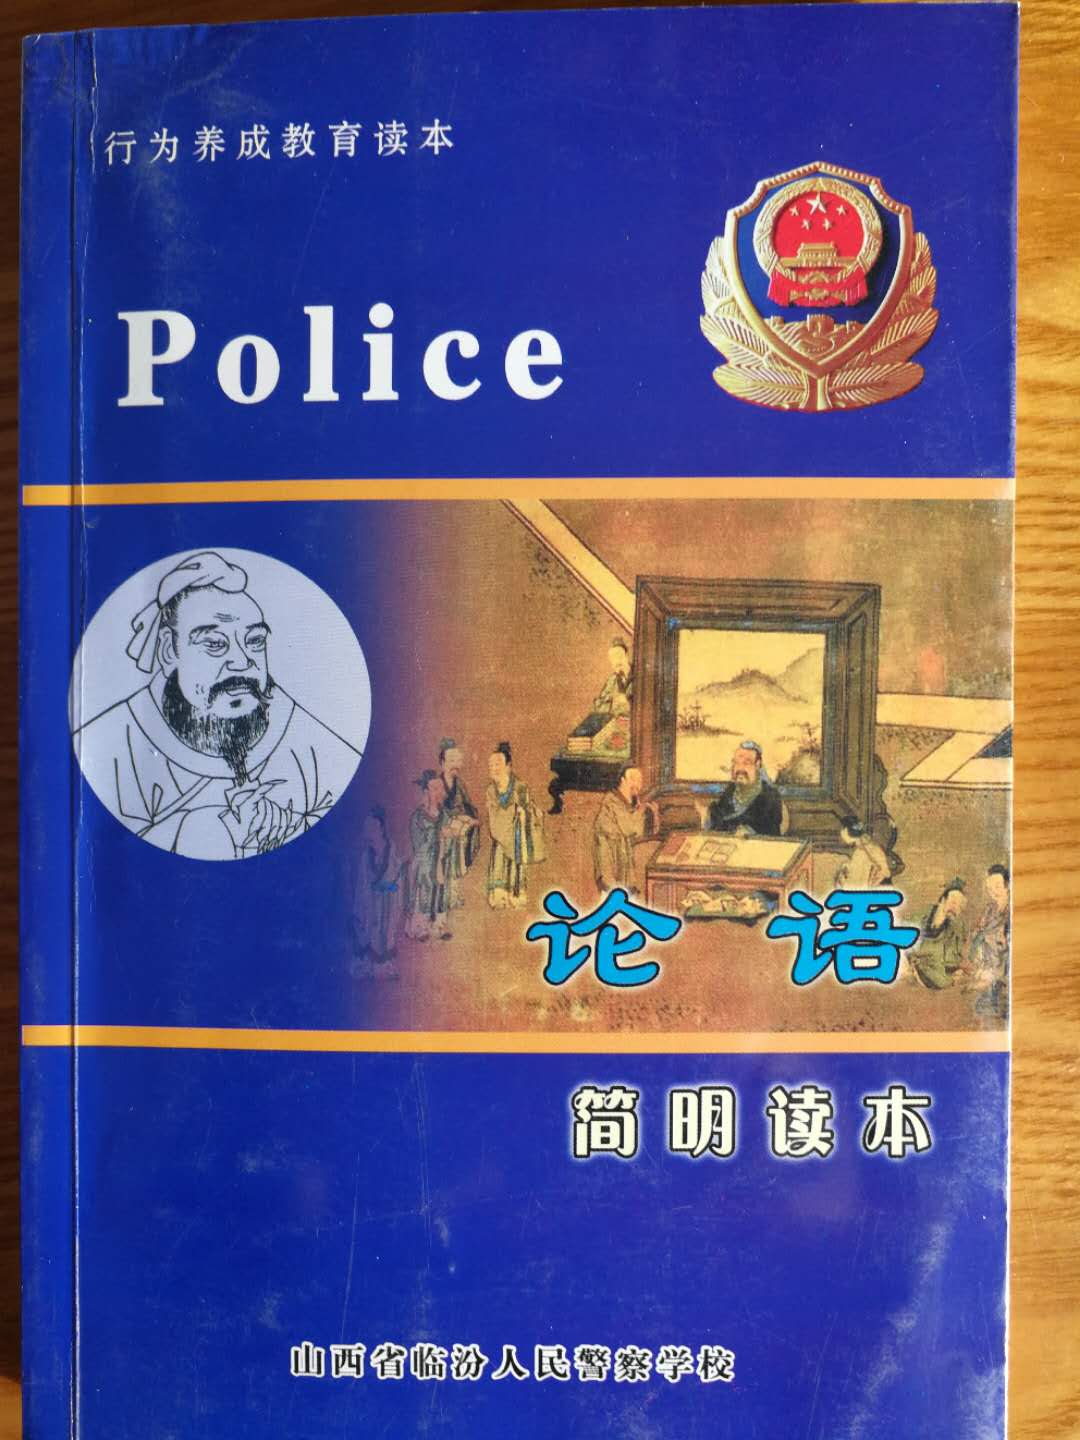 行为养成教育读本
Police
论语
简明读本
山西省临汾人民警察学校